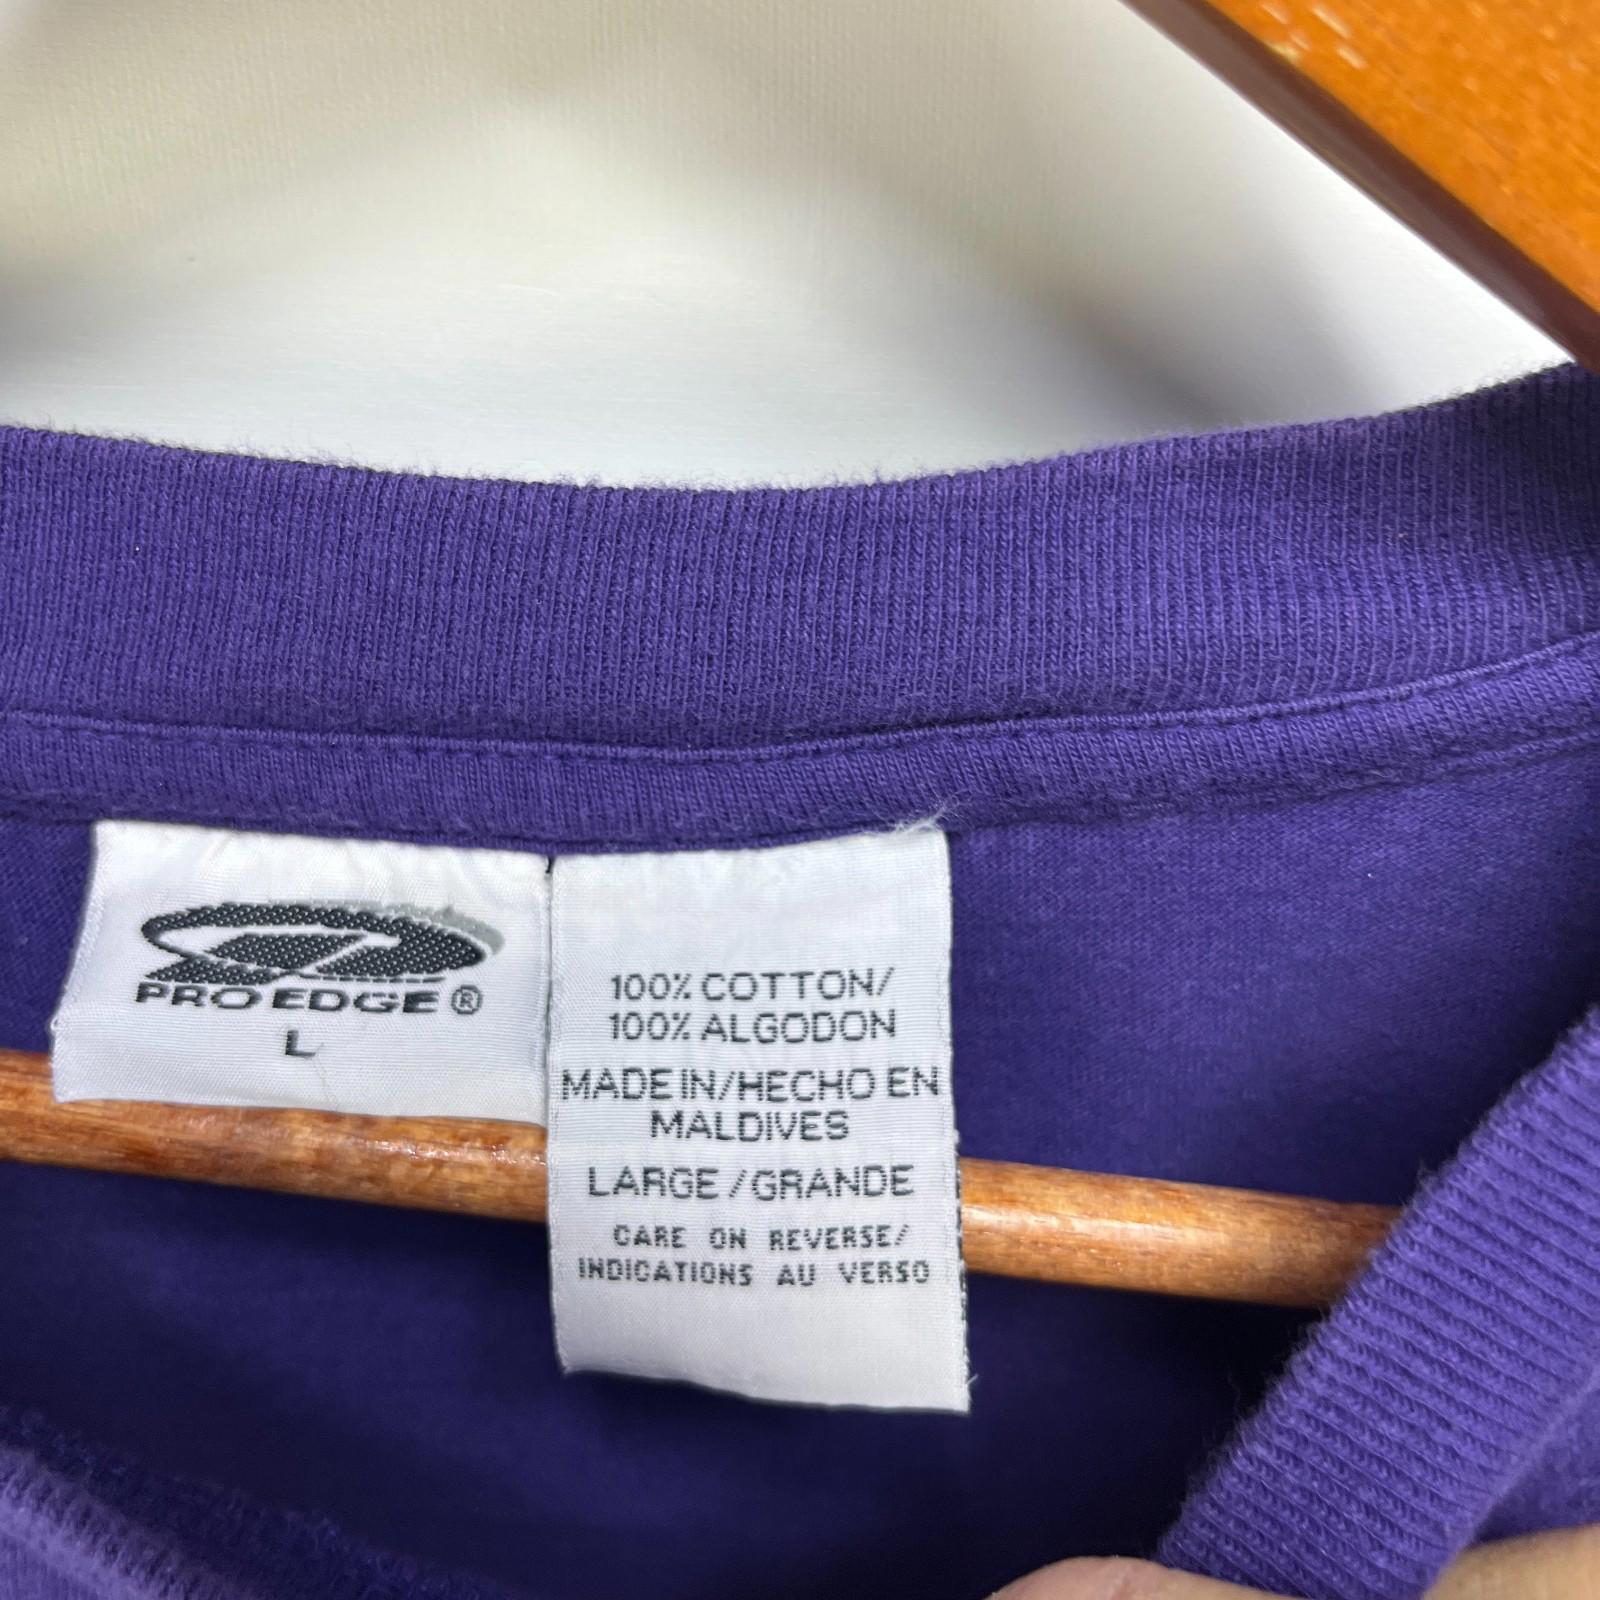 PRO EDGE ®
L
100% COTTON/
100% ALGODON
MADE IN/HECHO EN
MALDIVES
LARGE/GRANDE
CARE ON REVERSE/
INDICATIONS AU VERSO